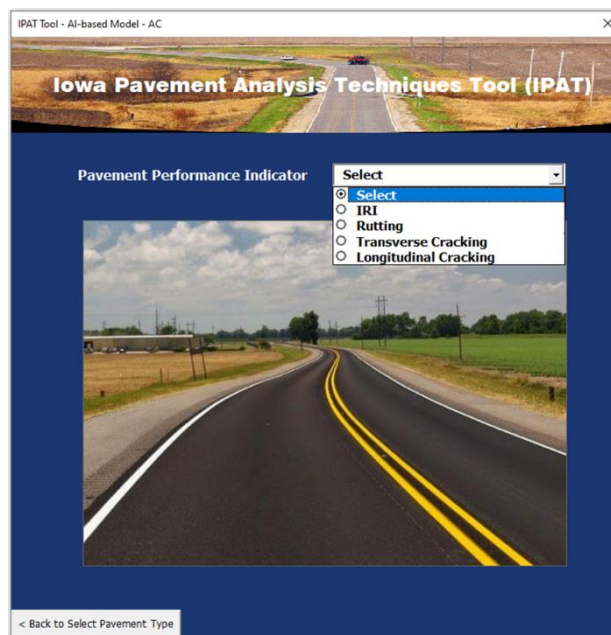 IPAT Tool - AI-based Model - AC
Iowa Pavement Analysis Techniques Tool (IPAT)
Pavement Performance Indicator
Select
Select
IRI
Rutting
Transverse Cracking
Longitudinal Cracking
< Back to Select Pavement Type